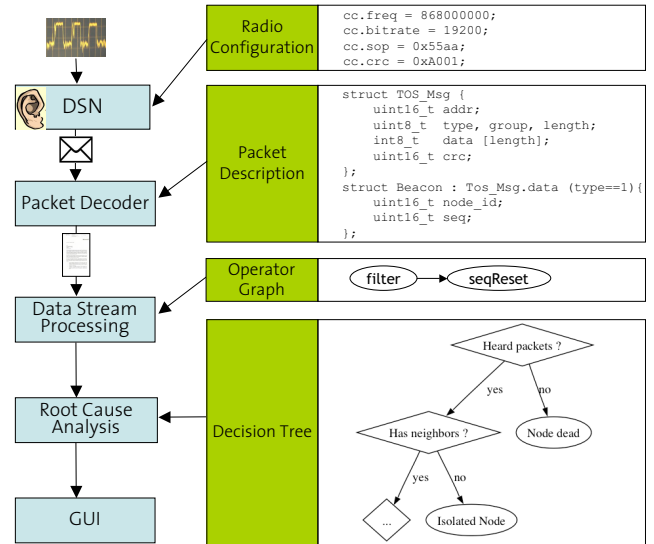 Radio
Configuration
cc.freq = 868000000;
cc.bitrate = 19200;
cc.sop = 0x55aa;
cc.crc = 0xA001;
DSN
Packet
Description
struct TOS_Msg {
uint16_t addr;
uint8_t type, group, length;
int8_t data [length];
uint16_t crc;
};
struct Beacon : Tos_Msg.data (type==1){
uint16_t node_id;
uint16_t seq;
};
Packet Decoder
Operator
Graph
filter
seqReset
Data Stream
Processing
Decision Tree
Heard packets ?
yes
no
Has neighbors ?
Node dead
yes
no
...
Isolated Node
Root Cause
Analysis
GUI